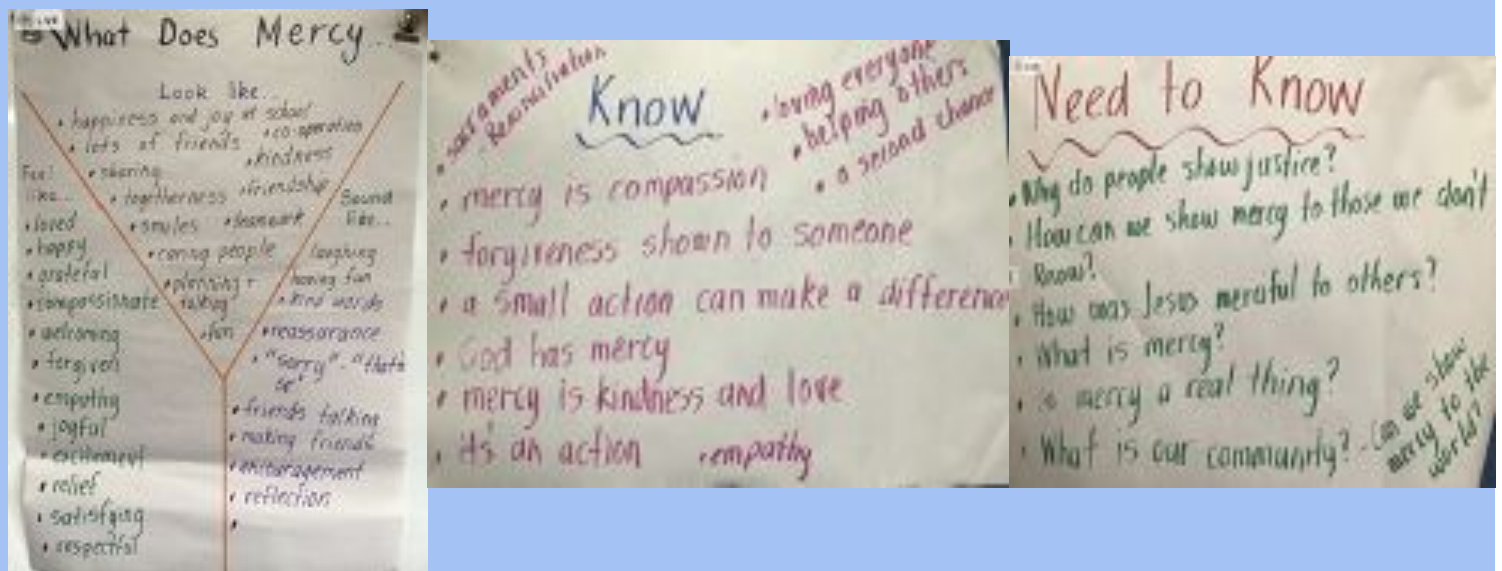 What Does Mercy...
Look like...
• happiness and joy at school
• co-operation
• lots of friends
• kindness
• sharing
• togetherness
• friendship
• smiles
• teamwork
• caring people
• planning +
talking
• fun
Feel
like...
• loved
• happy
• grateful
• compassionate
• welcoming
• forgiven
• empathy
• joyful
• excitement
• relief
• satisfying
• respectful
Sound
like...
laughing
having fun
• kind words
• reassurance
• "sorry" - "that's
• friends talking
• making friends
• encouragement
• reflection
Know
• sacraments
Reconciliation
• loving everyone
• helping others
• a second chance
• mercy is compassion
• forgiveness shown to someone
• a small action can make a difference
• God has mercy
• mercy is kindness and love
• it's an action • empathy
Need to Know
• Why do people show justice?
• How can we show mercy to those we don't
know?
• How was Jesus merciful to others?
• What is mercy?
• is mercy a real thing?
• What is our community?
- Can we show
mercy to the
world?